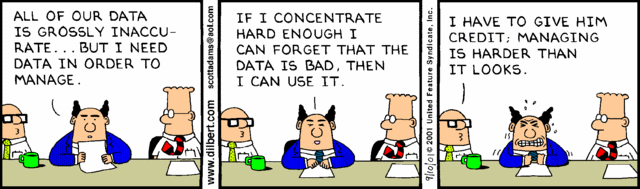 ALL OF OUR DATA
IS GROSSLY INACCU-
RATE...BUT I NEED
DATA IN ORDER TO
MANAGE.
www.dilbert.com
scottadams@aol.com
IF I CONCENTRATE
HARD ENOUGH I
CAN FORGET THAT THE
DATA IS BAD, THEN
I CAN USE IT.
9/10/01 © 2001 United Feature Syndicate, Inc.
I HAVE TO GIVE HIM
CREDIT; MANAGING
IS HARDER THAN
IT LOOKS.